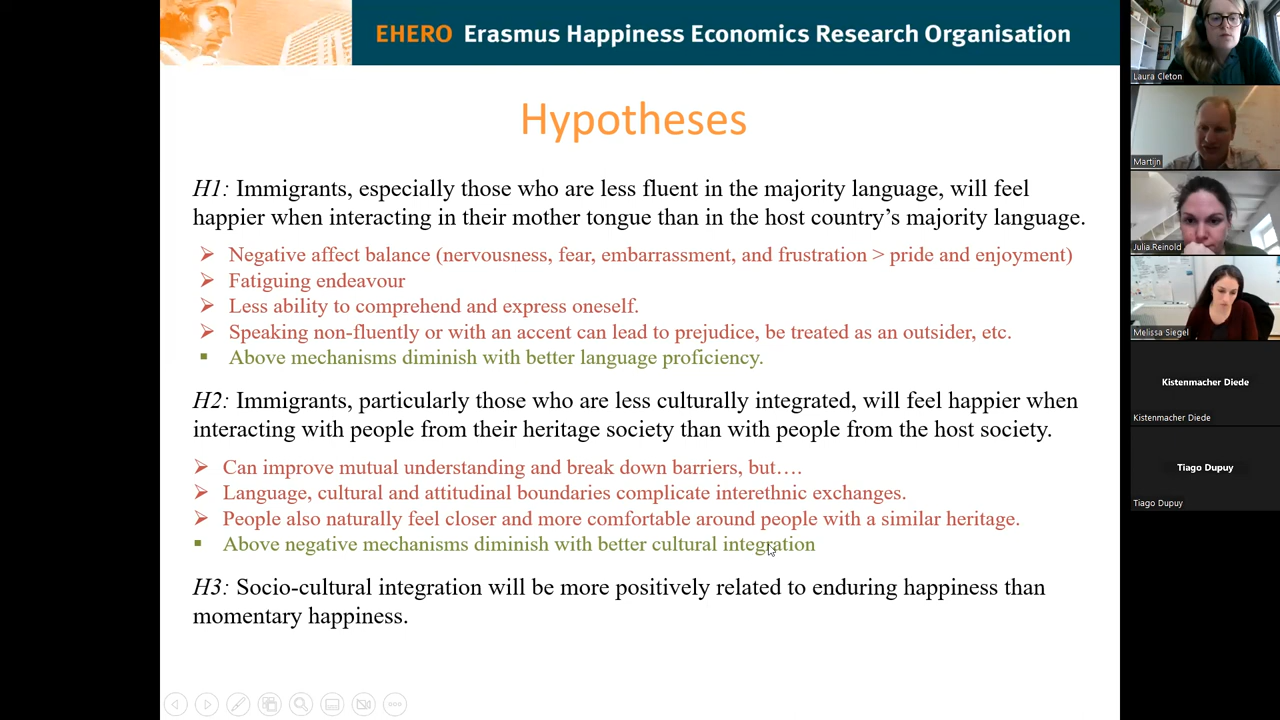 EHERO Erasmus Happiness Economics Research Organisation
Hypotheses
H1: Immigrants, especially those who are less fluent in the majority language, will feel
happier when interacting in their mother tongue than in the host country’s majority language.
Negative affect balance (nervousness, fear, embarrassment, and frustration > pride and enjoyment)
Fatiguing endeavour
Less ability to comprehend and express oneself.
Speaking non-fluently or with an accent can lead to prejudice, be treated as an outsider, etc.
Above mechanisms diminish with better language proficiency.
H2: Immigrants, particularly those who are less culturally integrated, will feel happier when
interacting with people from their heritage society than with people from the host society.
Can improve mutual understanding and break down barriers, but….
Language, cultural and attitudinal boundaries complicate interethnic exchanges.
People also naturally feel closer and more comfortable around people with a similar heritage.
Above negative mechanisms diminish with better cultural integration
H3: Socio-cultural integration will be more positively related to enduring happiness than
momentary happiness.
Laura Cleton
Martijn
Julia.Reinold
Melissa Siegel
Kistenmacher Diede
Kistenmacher Diede
Tiago Dupuy
Tiago Dupuy